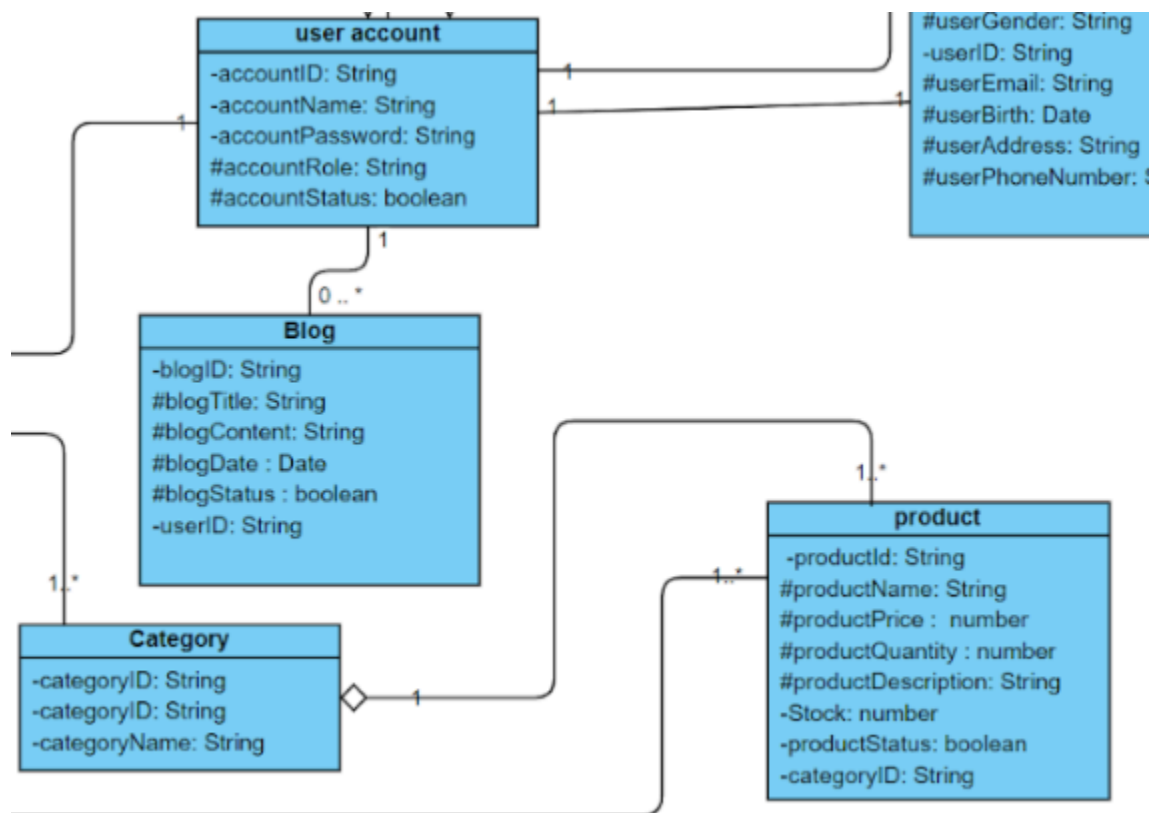 user account
-accountID: String
-accountName: String
-accountPassword: String
#accountRole: String
#accountStatus: boolean
1
1
1
1
1
#userGender: String
-userID: String
#userEmail: String
#userBirth: Date
#userAddress: String
#userPhoneNumber:
0 .. *
Blog
-blogID: String
#blogTitle: String
#blogContent: String
#blogDate : Date
#blogStatus : boolean
-userID: String
1..*
Category
-categoryID: String
-categoryID: String
-categoryName: String
1
1..*
1..*
product
-productId: String
#productName: String
#productPrice : number
#productQuantity : number
#productDescription: String
-Stock: number
-productStatus: boolean
-categoryID: String